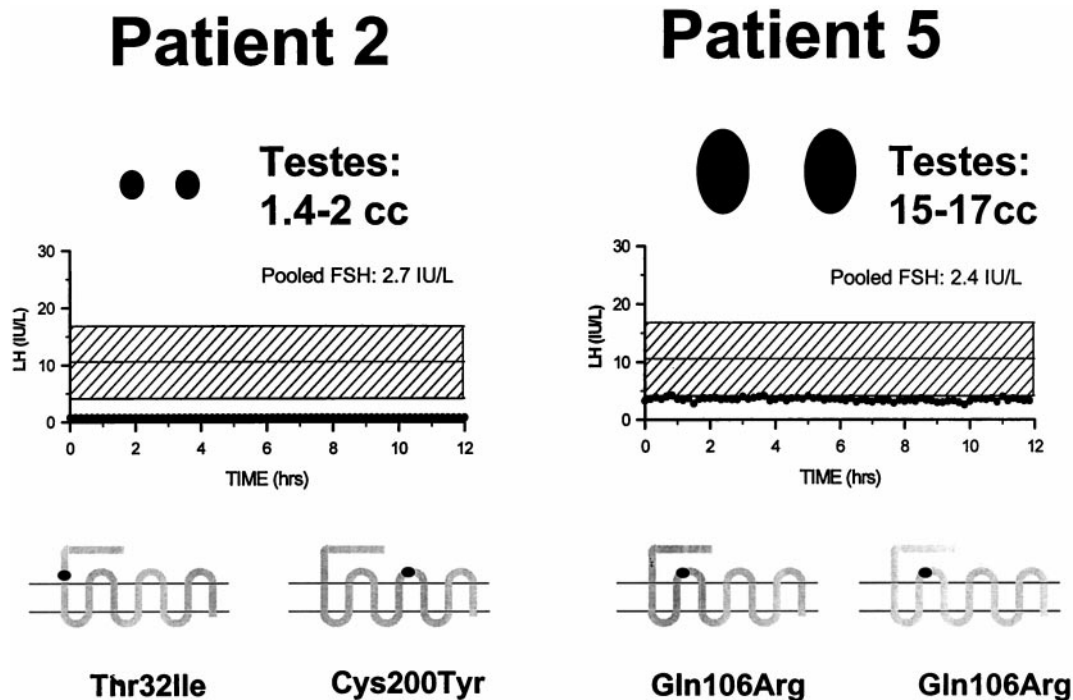 Patient 2
Testes:
1.4-2 cc
30
20
10
0
LH (IU/L)
Pooled FSH: 2.7 IU/L
0 2 4 6 8 10 12
TIME (hrs)
Thr32Ile
Cys200Tyr
Patient 5
Testes:
15-17cc
30
20
10
0
LH (IU/L)
Pooled FSH: 2.4 IU/L
0 2 4 6 8 10 12
TIME (hrs)
Gln106Arg
Gln106Arg